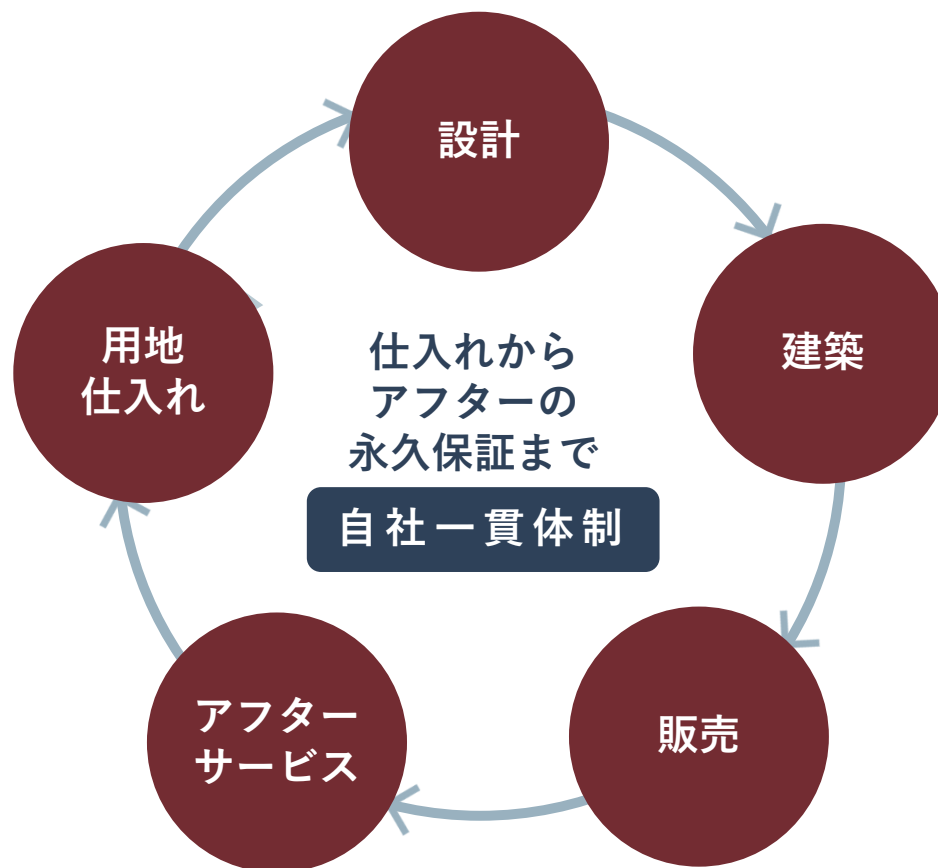 設計
建築
販売
アフター
サービス
用地
仕入れ
仕入れから
アフターの
永久保証まで
自社一貫体制